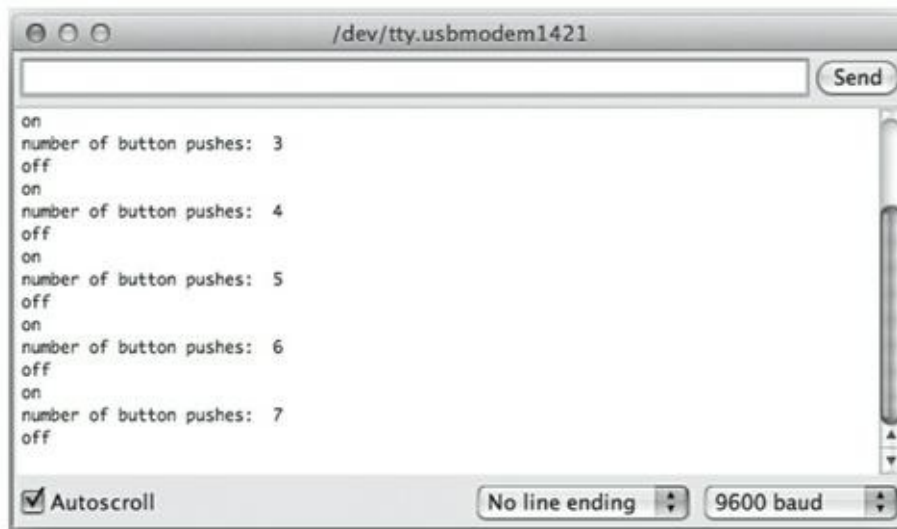 /dev/tty.usbmodem1421
Send
on
number of button pushes:  3
off
on
number of button pushes:  4
off
on
number of button pushes:  5
off
on
number of button pushes:  6
off
on
number of button pushes:  7
off
Autoscroll
No line ending
9600 baud